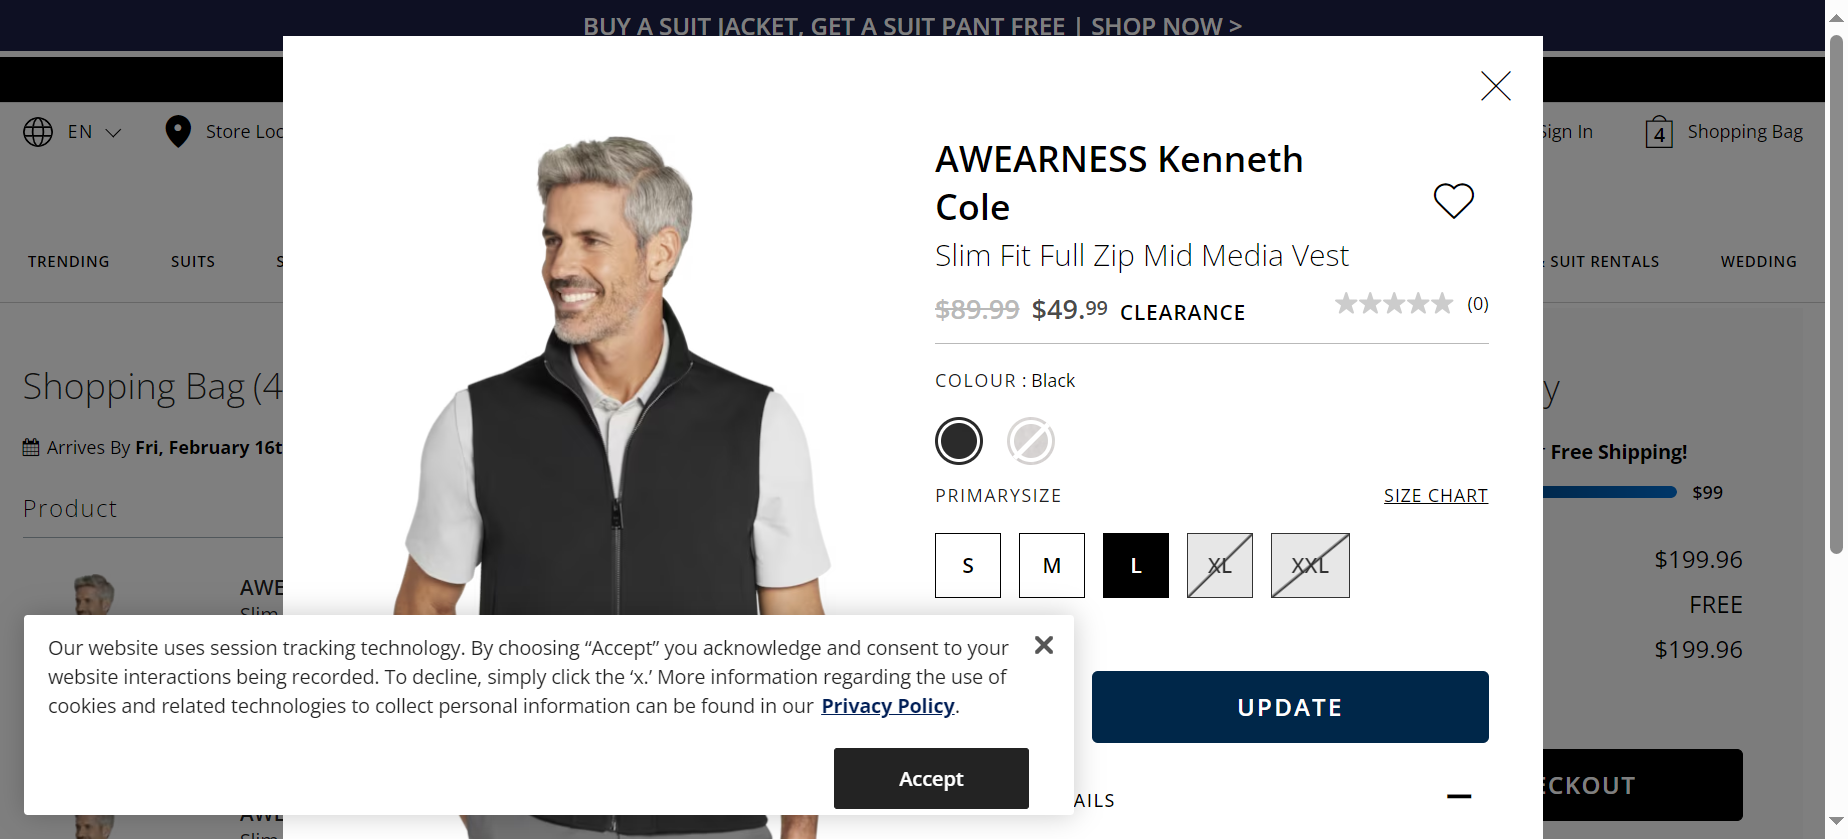 BUY A SUIT JACKET, GET A SUIT PANT FREE | SHOP NOW >
EN
Store Loc
Sign In
4
Shopping Bag
TRENDING
SUITS
S
& SUIT RENTALS
WEDDING
AWEARNESS Kenneth
Cole
Slim Fit Full Zip Mid Media Vest
$89.99 $49.99 CLEARANCE
(0)
COLOUR : Black
PRIMARYSIZE
SIZE CHART
S
M
L
XL
XXL
UPDATE
AILS
Shopping Bag (4
Arrives By Fri, February 16t
Product
AWE
Slim
AWE
Slim
y
Free Shipping!
$99
$199.96
FREE
$199.96
ECKOUT
Our website uses session tracking technology. By choosing “Accept” you acknowledge and consent to your
website interactions being recorded. To decline, simply click the ‘x.’ More information regarding the use of
cookies and related technologies to collect personal information can be found in our Privacy Policy.
Accept